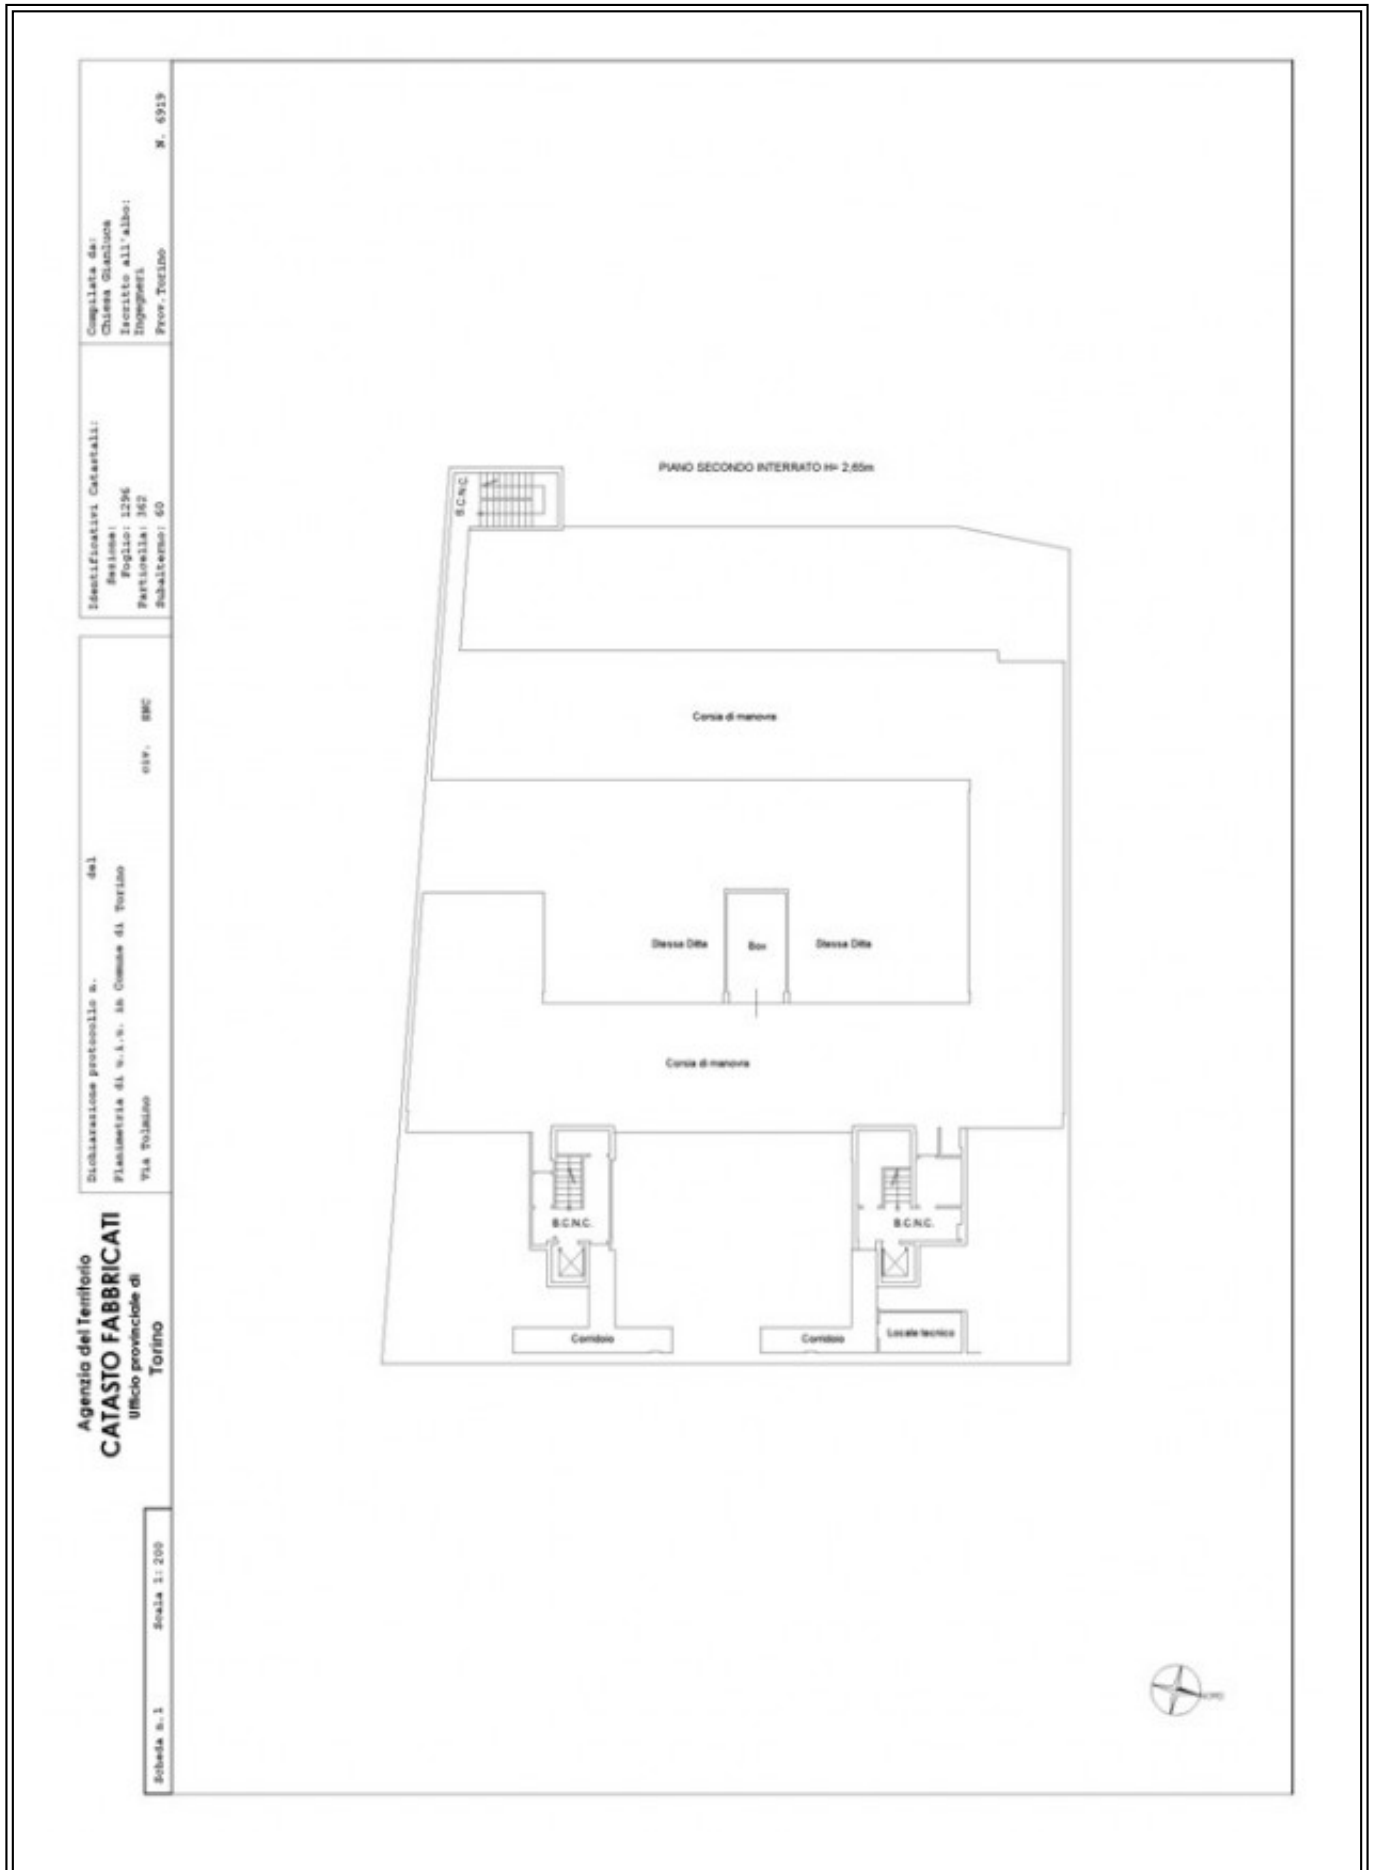 Agenzia del Territorio
CATASTO FABBRICATI
Ufficio provinciale di
Torino
Dichiarazione protocollo n. del
Planimetria di u.i.u. in Comune di Torino
Via Tolmino civ. SNC
Identificativi Catastali:
Sezione:
Foglio: 1296
Particella: 362
Subalterno: 60
Compilata da:
Chiesa Gianluca
Iscritto all'albo:
Ingegneri
Prov. Torino N. 6919
Scheda n. 1 Scala 1: 200
PIANO SECONDO INTERRATO H= 2,65m
B.C.N.C.
Corsia di manovra
Stessa Ditta
Box
Stessa Ditta
Corsia di manovra
B.C.N.C.
B.C.N.C.
Corridoio
Corridoio
Locale tecnico
NORD